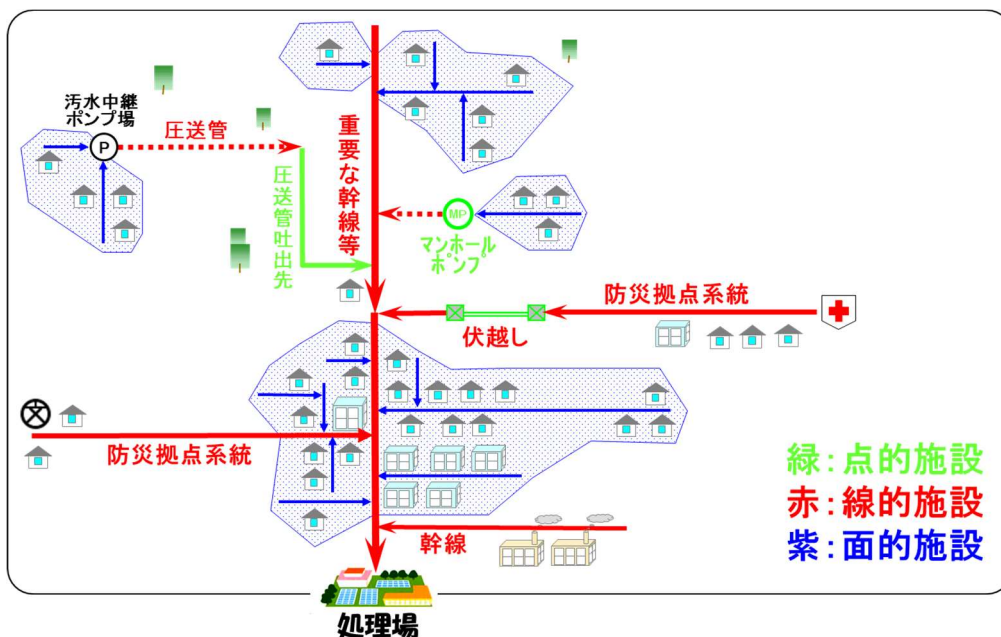 汚水中継
ポンプ場
P
圧送管
圧送管吐出先
重要な幹線等
MP
マンホール
ポンプ
防災拠点系統
伏越し
文
防災拠点系統
緑:点的施設
赤:線的施設
紫:面的施設
幹線
処理場